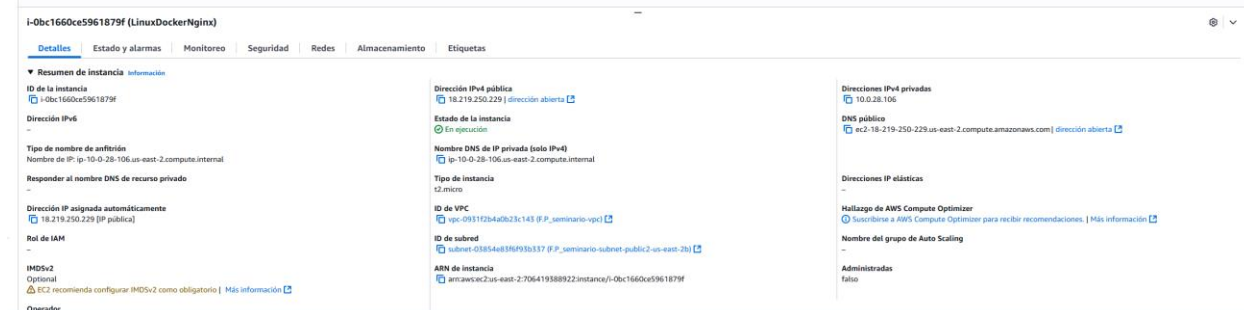 i-0bc1660ce5961879f (LinuxDockerNginx)
Detalles
Estado y alarmas
Monitoreo
Seguridad
Redes
Almacenamiento
Etiquetas
Resumen de instancia Información
ID de la instancia
i-0bc1660ce5961879f
Dirección IPv4 pública
18.219.250.229 | dirección abierta
Direcciones IPv4 privadas
10.0.28.106
Dirección IPv6
–
Estado de la instancia
En ejecución
DNS público
ec2-18-219-250-229.us-east-2.compute.amazonaws.com | dirección abierta
Tipo de nombre de anfitrión
Nombre de IP: ip-10-0-28-106.us-east-2.compute.internal
Nombre DNS de IP privada (solo IPv4)
ip-10-0-28-106.us-east-2.compute.internal
Responder al nombre DNS de recurso privado
–
Tipo de instancia
t2.micro
Direcciones IP elásticas
–
Dirección IP asignada automáticamente
18.219.250.229 [IP pública]
ID de VPC
vpc-0931f2b4a0b23c143 (F.P_seminario-vpc)
Hallazgo de AWS Compute Optimizer
Suscribirse a AWS Compute Optimizer para recibir recomendaciones. | Más información
Rol de IAM
–
ID de subred
subnet-03854e83f6f93b337 (F.P_seminario-subnet-public2-us-east-2b)
Nombre del grupo de Auto Scaling
–
IMDSv2
Optional
EC2 recomienda configurar IMDSv2 como obligatorio | Más información
ARN de instancia
arn:aws:ec2:us-east-2:706419388922:instance/i-0bc1660ce5961879f
Administradas
falso
Operador